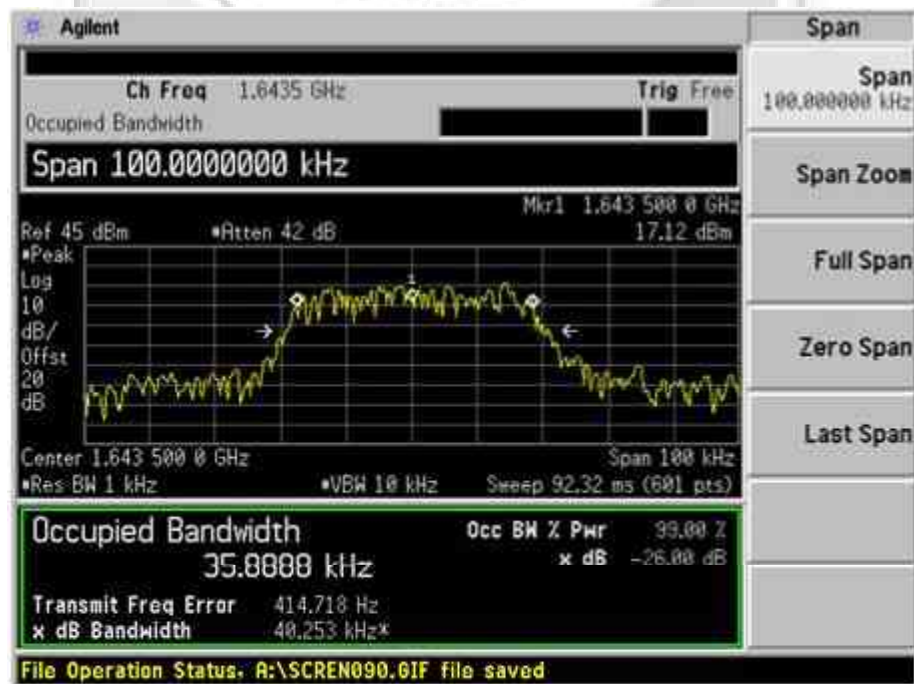 Agilent
Span
Ch Freq 1.6435 GHz Trig Free
Occupied Bandwidth
Span 100.0000000 kHz
Mkr1 1.643 500 0 GHz
Ref 45 dBm *Atten 42 dB 17.12 dBm
*Peak
Log
10
dB/
Offst
20
dB
1
Center 1.643 500 0 GHz Span 100 kHz
*Res BW 1 kHz *VBW 10 kHz Sweep 92.32 ms (601 pts)
Occupied Bandwidth
35.8888 kHz
Occ BW % Pwr 99.00 %
x dB -26.00 dB
Transmit Freq Error 414.718 Hz
x dB Bandwidth 40.253 kHz*
File Operation Status, A:\SCREN090.GIF file saved
Span
100.000000 kHz
Span Zoom
Full Span
Zero Span
Last Span